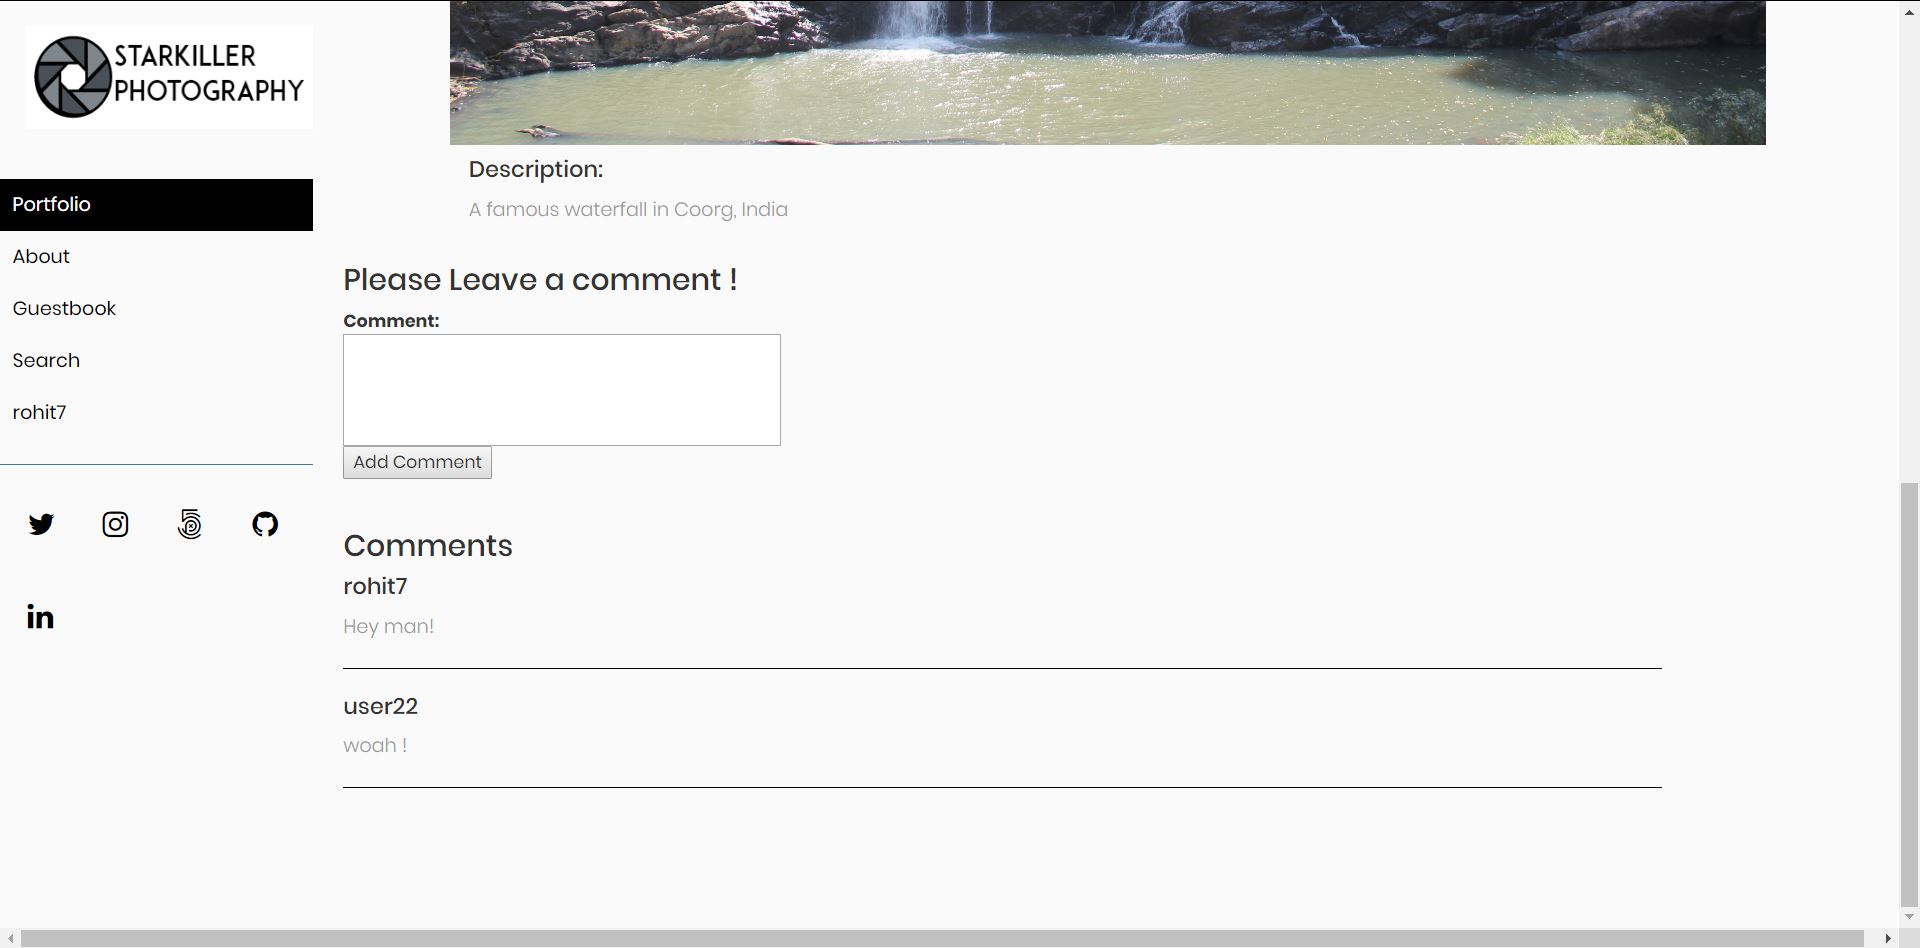 STARKILLER
PHOTOGRAPHY
Portfolio
About
Guestbook
Search
rohit7
in
Description:
A famous waterfall in Coorg, India
Please Leave a comment !
Comment:
Add Comment
Comments
rohit7
Hey man!
user22
woah !